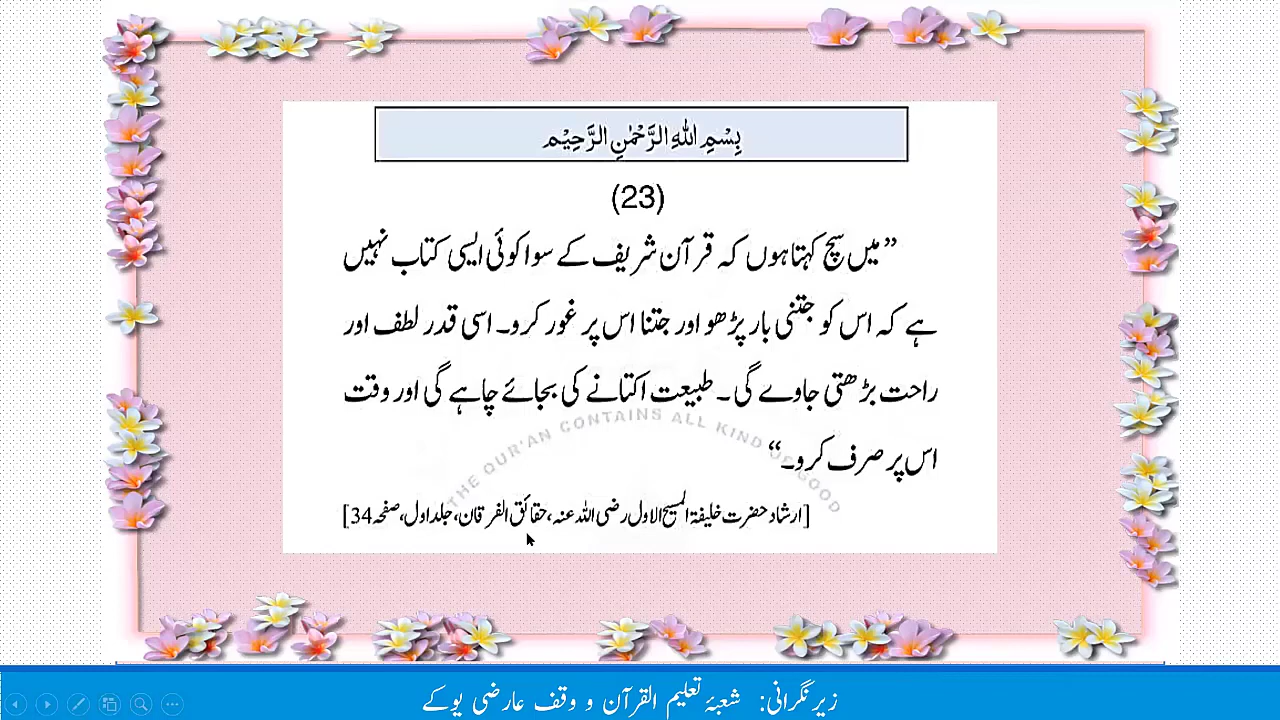 بِسْمِ اللهِ الرَّحْمٰنِ الرَّحِيْمِ
(23)
”میں سچ کہتا ہوں کہ قرآن شریف کے سوا کوئی ایسی کتاب نہیں
ہے کہ اس کو جتنی بار پڑھو اور جتنا اس پر غور کرو۔ اسی قدر لطف اور
راحت بڑھتی جاوے گی۔ طبیعت اکتانے کی بجائے چاہے گی اور وقت
اس پر صرف کرو۔“
THE QUR'AN CONTAINS ALL KIND OF GOOD
[ارشاد حضرت خلیفۃ المسیح الاول رضی اللہ عنہ، حقائق الفرقان، جلد اول، صفحہ 34]
زیر نگرانی: شعبۂ تعلیم القرآن و وقف عارضی یوکے